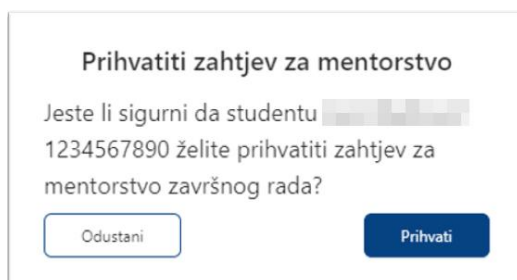 Prihvatiti zahtjev za mentorstvo
Jeste li sigurni da studentu
1234567890 želite prihvatiti zahtjev za
mentorstvo završnog rada?
Odustani
Prihvati